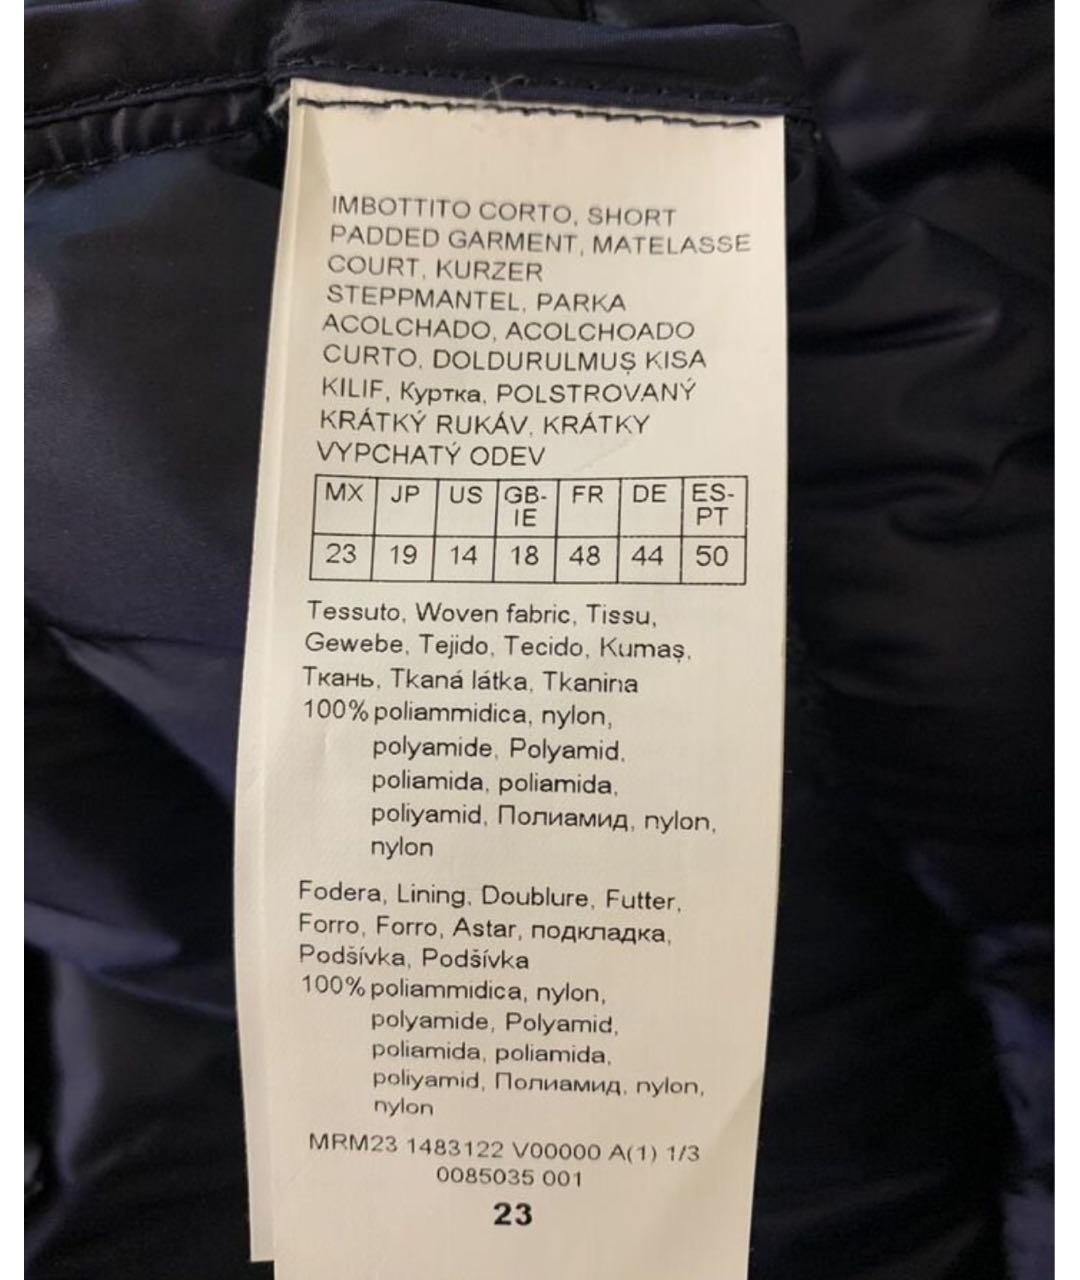 IMBOTTITO CORTO, SHORT
PADDED GARMENT, MATELASSE
COURT, KURZER
STEPPMANTEL, PARKA
ACOLCHADO, ACOLCHOADO
CURTO, DOLDURULMUŞ KISA
KILIF, Куртка, POLSTROVANÝ
KRÁTKÝ RUKÁV, KRÁTKY
VYPCHATÝ ODEV
MX JP US GB-IE FR DE ES-PT
23 19 14 18 48 44 50
Tessuto, Woven fabric, Tissu,
Gewebe, Tejido, Tecido, Kumaş,
Ткань, Tkaná látka, Tkanina
100% poliammidica, nylon,
polyamide, Polyamid,
poliamida, poliamida,
poliyamid, Полиамид, nylon,
nylon
Fodera, Lining, Doublure, Futter,
Forro, Forro, Astar, подкладка,
Podšívka, Podšívka
100% poliammidica, nylon,
polyamide, Polyamid,
poliamida, poliamida,
poliyamid, Полиамид, nylon,
nylon
MRM23 1483122 V00000 A(1) 1/3
0085035 001
23